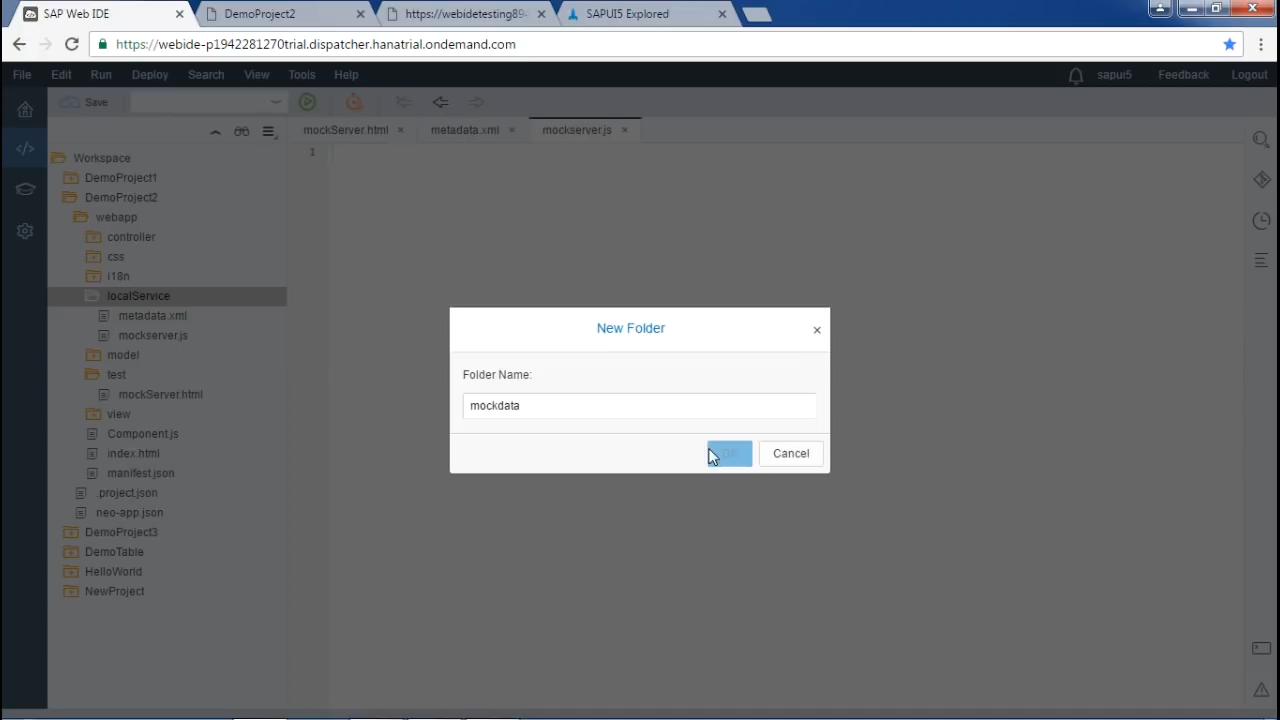 SAP Web IDE
DemoProject2
https://webidetesting89
SAPUI5 Explored
https://webide-p1942281270trial.dispatcher.hanatrial.ondemand.com
File Edit Run Deploy Search View Tools Help
sapui5 Feedback Logout
Save
mockServer.html
metadata.xml
mockserver.js
1
Workspace
DemoProject1
DemoProject2
webapp
controller
css
i18n
localService
metadata.xml
mockserver.js
model
test
mockServer.html
view
Component.js
index.html
manifest.json
.project.json
neo-app.json
DemoProject3
DemoTable
HelloWorld
NewProject
New Folder
Folder Name:
mockdata
Cancel